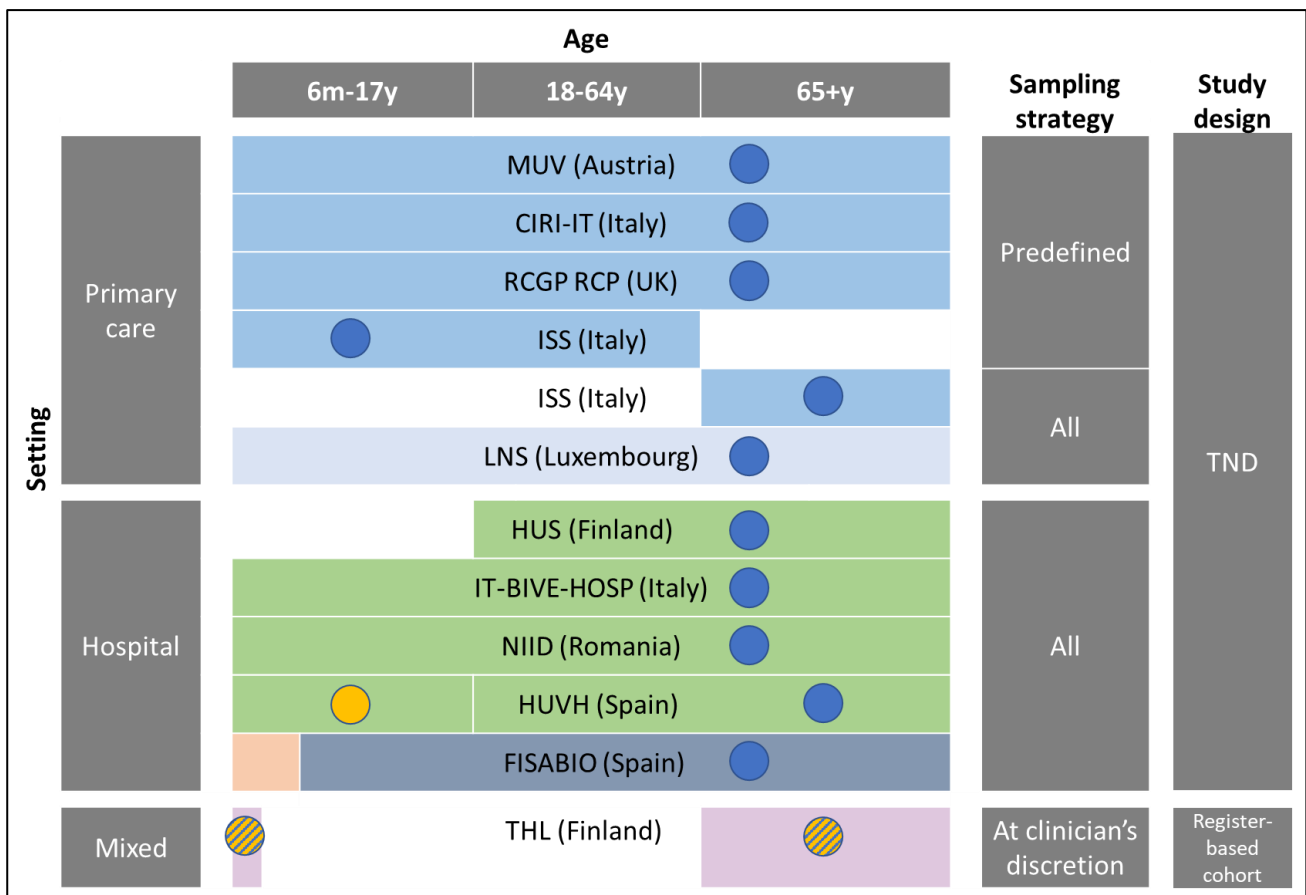 Age
6m-17y
18-64y
65+y
Sampling
strategy
Study
design
Setting
Primary
care
MUV (Austria)
CIRI-IT (Italy)
RCGP RCP (UK)
ISS (Italy)
ISS (Italy)
LNS (Luxembourg)
Predefined
All
TND
Hospital
HUS (Finland)
IT-BIVE-HOSP (Italy)
NIID (Romania)
HUVH (Spain)
FISABIO (Spain)
All
Mixed
THL (Finland)
At clinician's
discretion
Register-
based
cohort